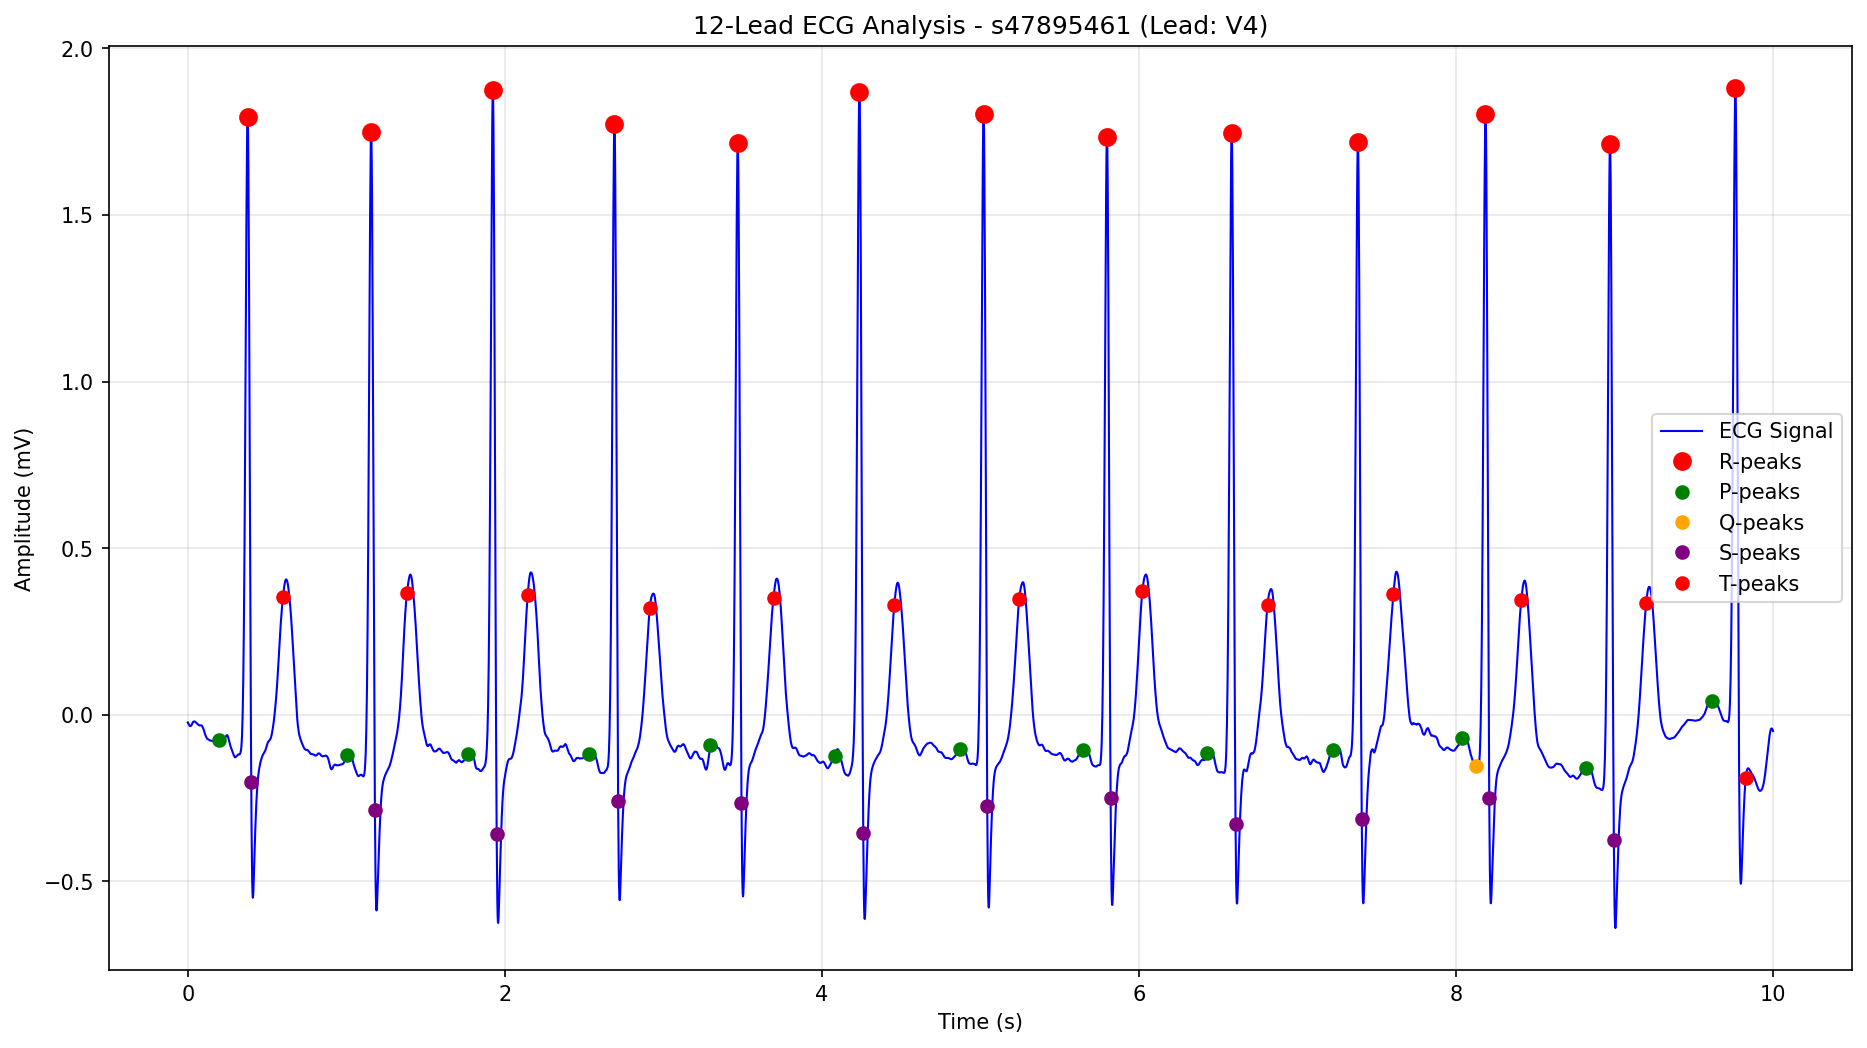 12-Lead ECG Analysis - s47895461 (Lead: V4)
Amplitude (mV)
2.0
1.5
1.0
0.5
0.0
−0.5
ECG Signal
R-peaks
P-peaks
Q-peaks
S-peaks
T-peaks
0 2 4 6 8 10
Time (s)